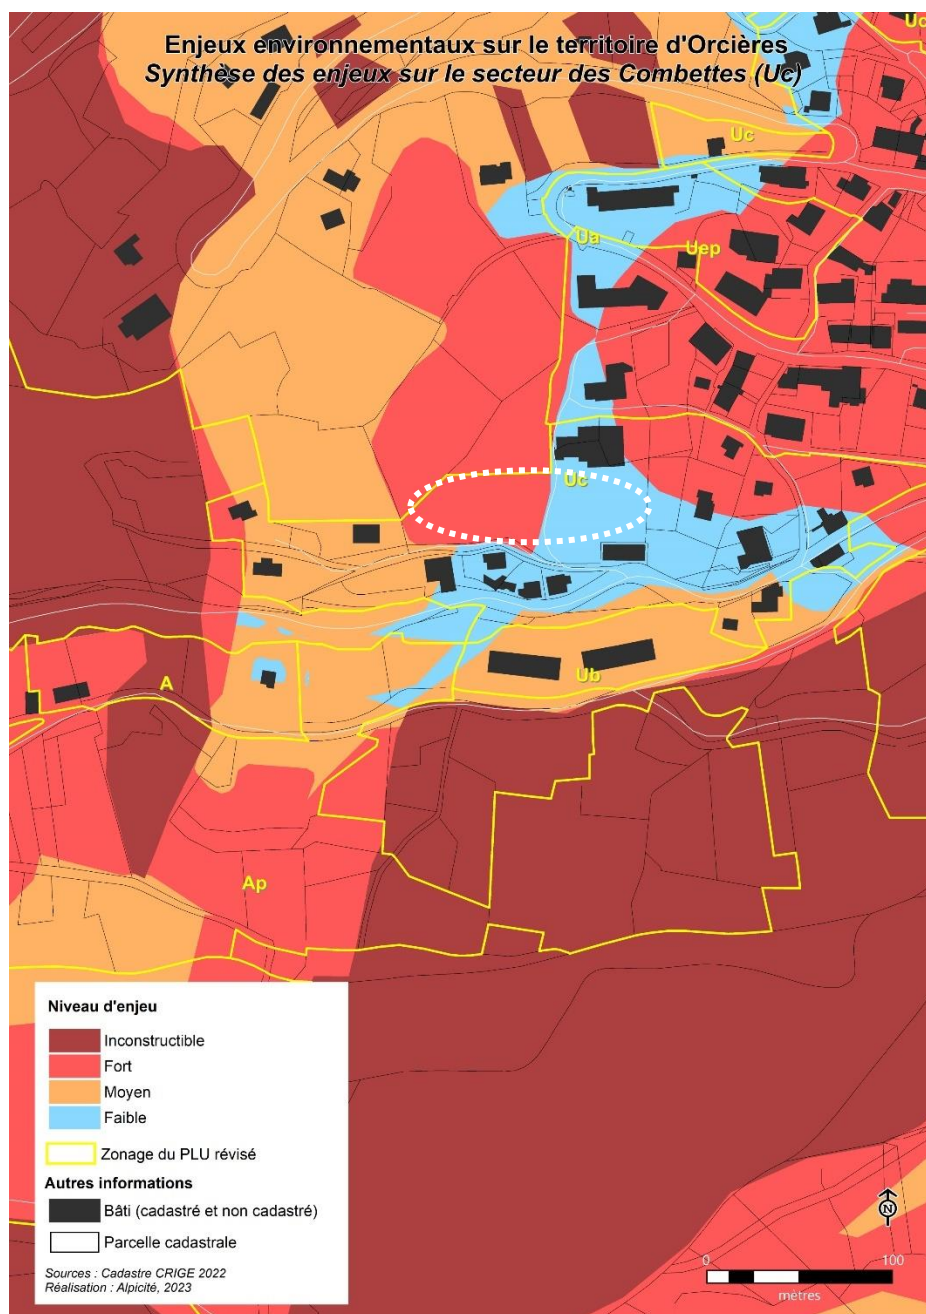 Enjeux environnementaux sur le territoire d'Orcières
Synthèse des enjeux sur le secteur des Combettes (Uc)
Uc
Uc
Ua
Uep
Uc
Ub
A
Ap
Niveau d'enjeu
Inconstructible
Fort
Moyen
Faible
Zonage du PLU révisé
Autres informations
Bâti (cadastré et non cadastré)
Parcelle cadastrale
Sources : Cadastre CRIGE 2022
Réalisation : Alpicité, 2023
N
0 100
mètres